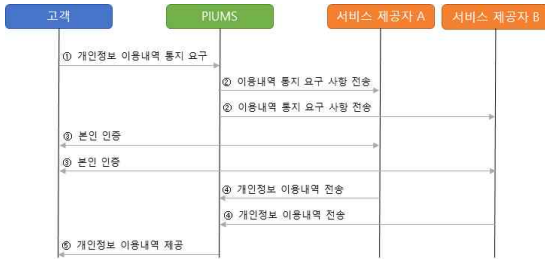 고객
PIUMS
서비스 제공자 A
서비스 제공자 B
① 개인정보 이용내역 통지 요구
② 이용내역 통지 요구 사항 전송
② 이용내역 통지 요구 사항 전송
③ 본인 인증
③ 본인 인증
④ 개인정보 이용내역 전송
④ 개인정보 이용내역 전송
⑤ 개인정보 이용내역 제공